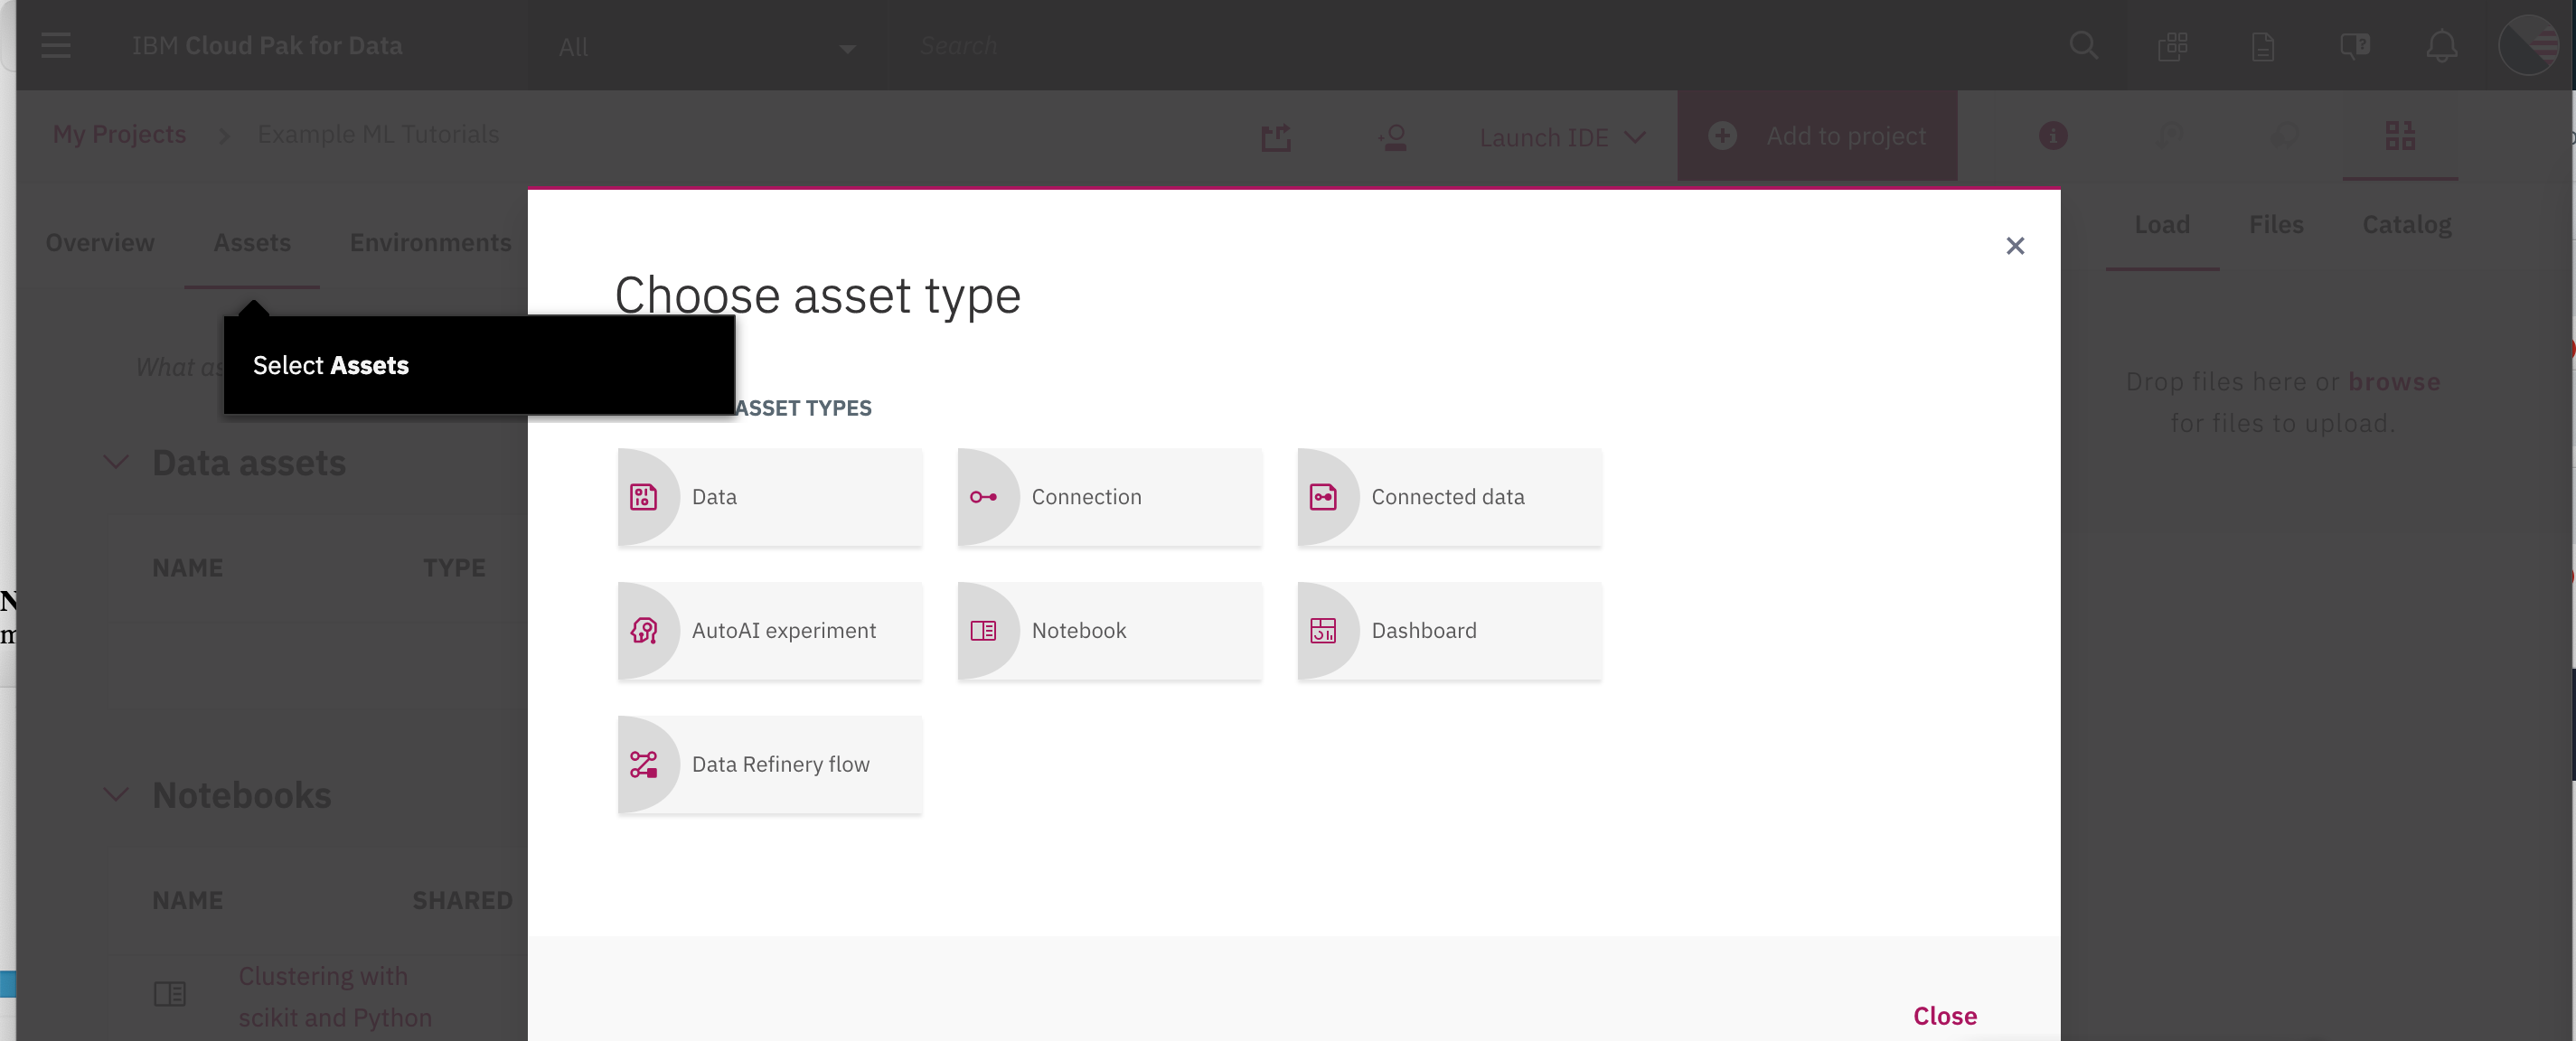 IBM Cloud Pak for Data
All
Search
My Projects > Example ML Tutorials
Launch IDE
Add to project
Overview
Assets
Environments
Load
Files
Catalog
Choose asset type
Select Assets
What as
ASSET TYPES
Drop files here or browse
for files to upload.
Data assets
Data
Connection
Connected data
NAME
TYPE
N
m
AutoAI experiment
Notebook
Dashboard
Data Refinery flow
Notebooks
NAME
SHARED
Clustering with
scikit and Python
Close